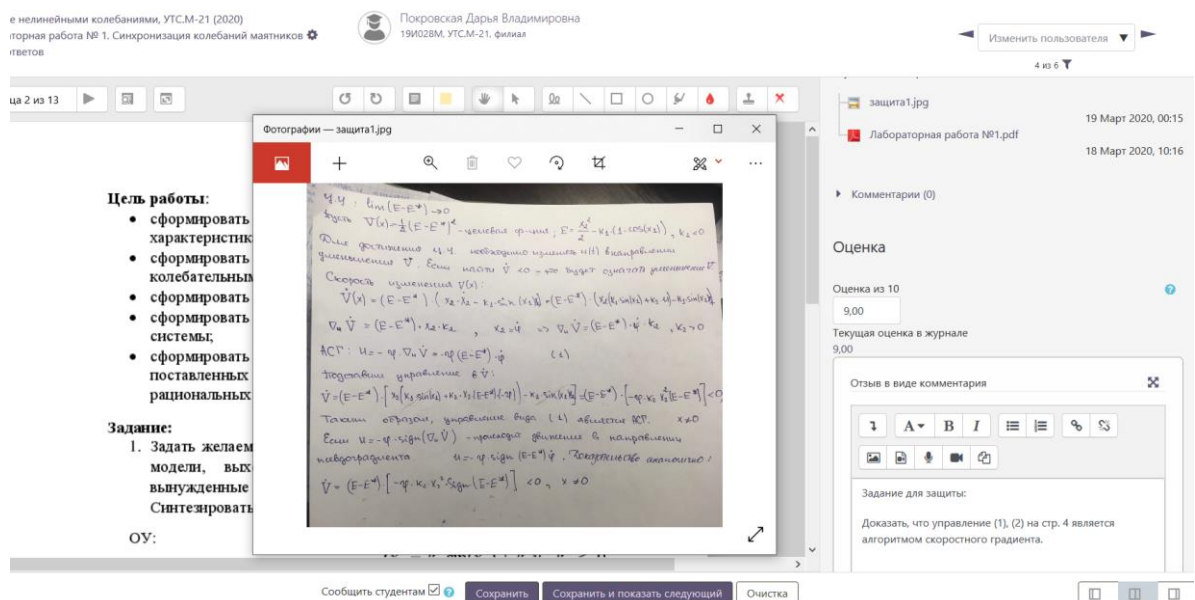 е нелинейными колебаниями, УТС.М-21 (2020)
аторная работа № 1. Синхронизация колебаний маятников
ответов
Покровская Дарья Владимировна
19И028М, УТС.М-21, филиал
Изменить пользователя
4 из 6
ца 2 из 13
Цель работы:
• сформировать
характеристик
• сформировать
колебательным
• сформировать
• сформировать
системы;
• сформировать
поставленных
рациональных
Задание:
1. Задать желаем
модели, вых
вынужденные
Синтезировать
ОУ:
Фотографии — защита1.jpg
Ц.У : lim(E-E*)→0
Пусть V(x)=½(E-E*)² -целевая ф-ция; E= x₂²/2 -k₁(1-cos(x₁)), k₁<0
Для достижения ц.у. необходимо изменять u(t) в направлении
уменьшения V̇. Если найти V̇ <0 – это будет означать уменьшение V.
Скорость изменения V(x):
∇ᵤ V̇ = (E-E*)·x₂·k₂ , x₂=φ̇ => ∇ᵤ V̇=(E-E*)·φ̇·k₂, k₂>0
АСГ: U=-γ·∇ᵤ V̇ =-γ(E-E*)·φ̇ (1)
Подставим управление в V̇:
Таким образом, управление вида (1) является АСГ. x≠0
Если U=-γ·sign(∇ᵤ V̇) -происходит движение в направлении
псевдоградиента U=-γ·sign(E-E*)φ̇. Доказательство аналогично:
V̇ = (E-E*)·[-γ·k₂·x₂²·sign(E-E*)] <0, x≠0
защита1.jpg
19 Март 2020, 00:15
Лабораторная работа №1.pdf
18 Март 2020, 10:16
Комментарии (0)
Оценка
Оценка из 10
9,00
Текущая оценка в журнале
9,00
Отзыв в виде комментария
A B I
Задание для защиты:
Доказать, что управление (1), (2) на стр. 4 является
алгоритмом скоростного градиента.
Сообщить студентам
Сохранить
Сохранить и показать следующий
Очистка